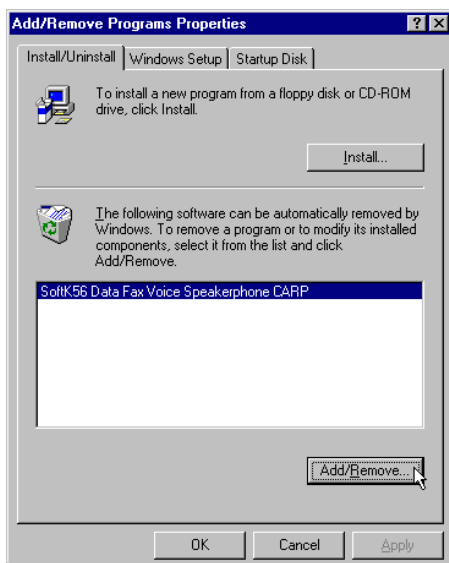 Add/Remove Programs Properties
Install/Uninstall Windows Setup Startup Disk
To install a new program from a floppy disk or CD-ROM
drive, click Install.
Install...
The following software can be automatically removed by
Windows. To remove a program or to modify its installed
components, select it from the list and click
Add/Remove.
SoftK56 Data Fax Voice Speakerphone CARP
Add/Remove...
OK Cancel Apply